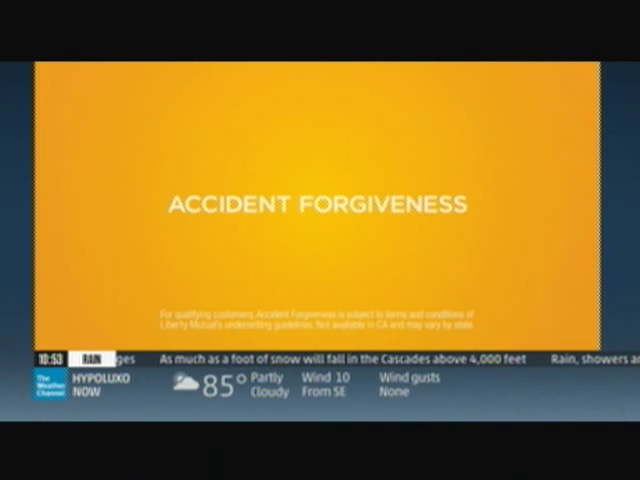 ACCIDENT FORGIVENESS
For qualifying customers, Accident Forgiveness is subject to terms and conditions of
Liberty Mutual's underwriting guidelines. Not available in CA and may vary by state.
10:53 RAIN ges As much as a foot of snow will fall in the Cascades above 4,000 feet Rain, showers a
The Weather Channel
HYPOLUXO
NOW
85° Partly Cloudy
Wind 10
From SE
Wind gusts
None